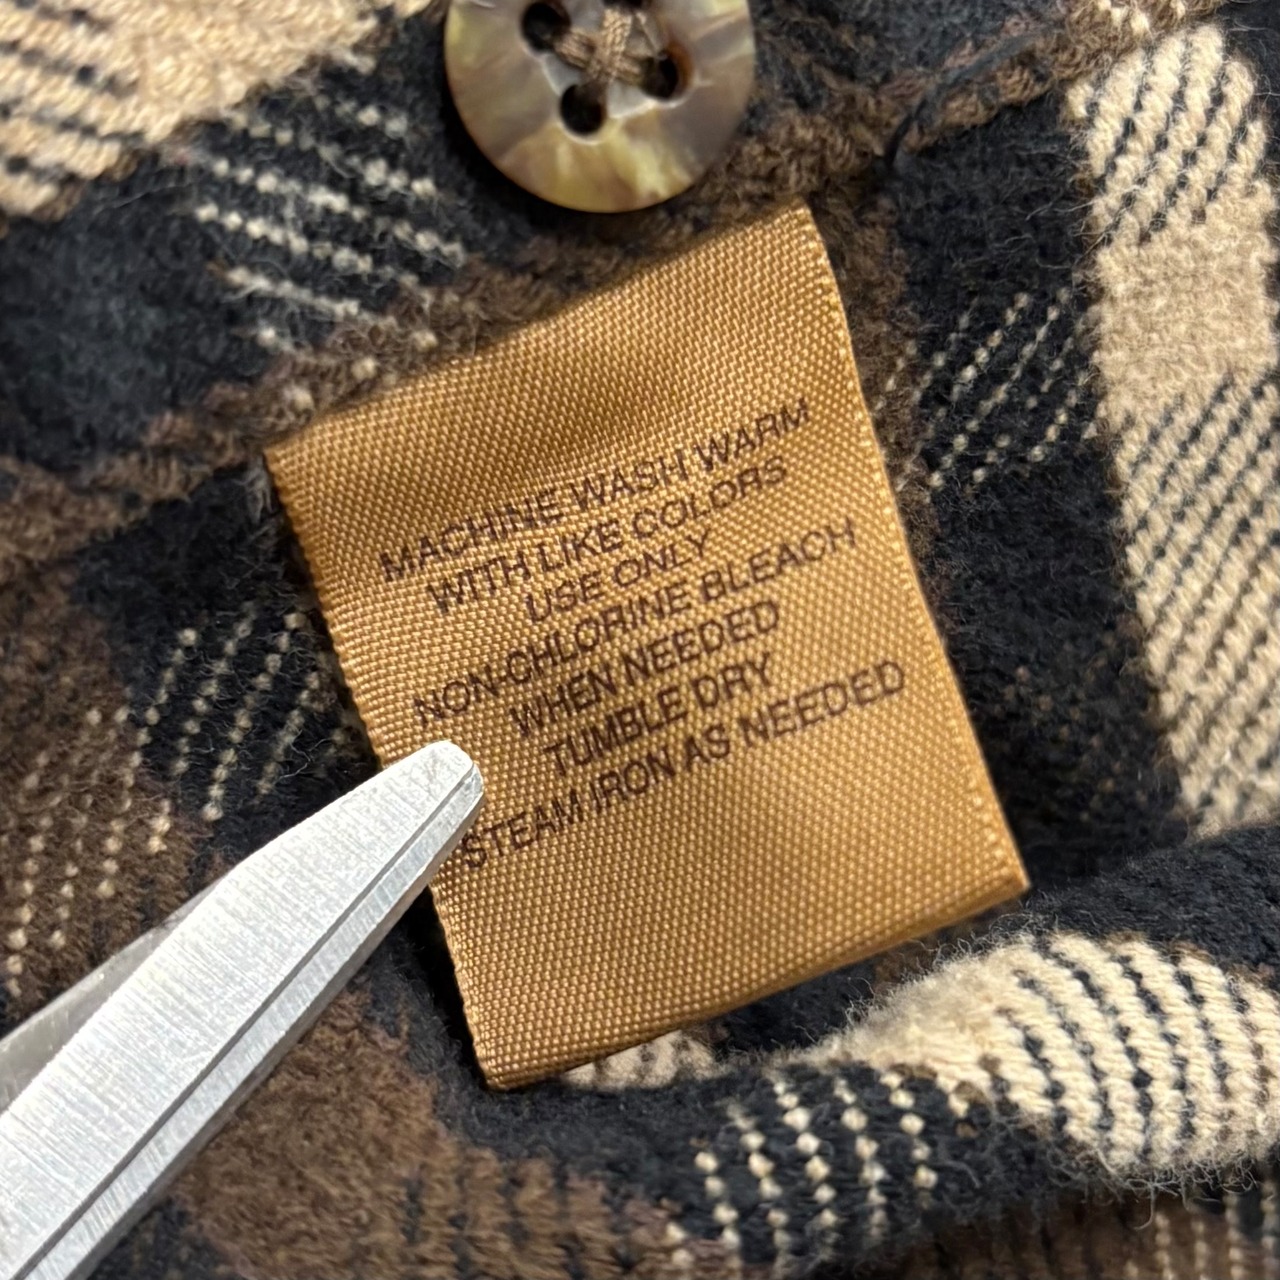 MACHINE WASH WARM
WITH LIKE COLORS
USE ONLY
NON-CHLORINE BLEACH
WHEN NEEDED
TUMBLE DRY
STEAM IRON AS NEEDED